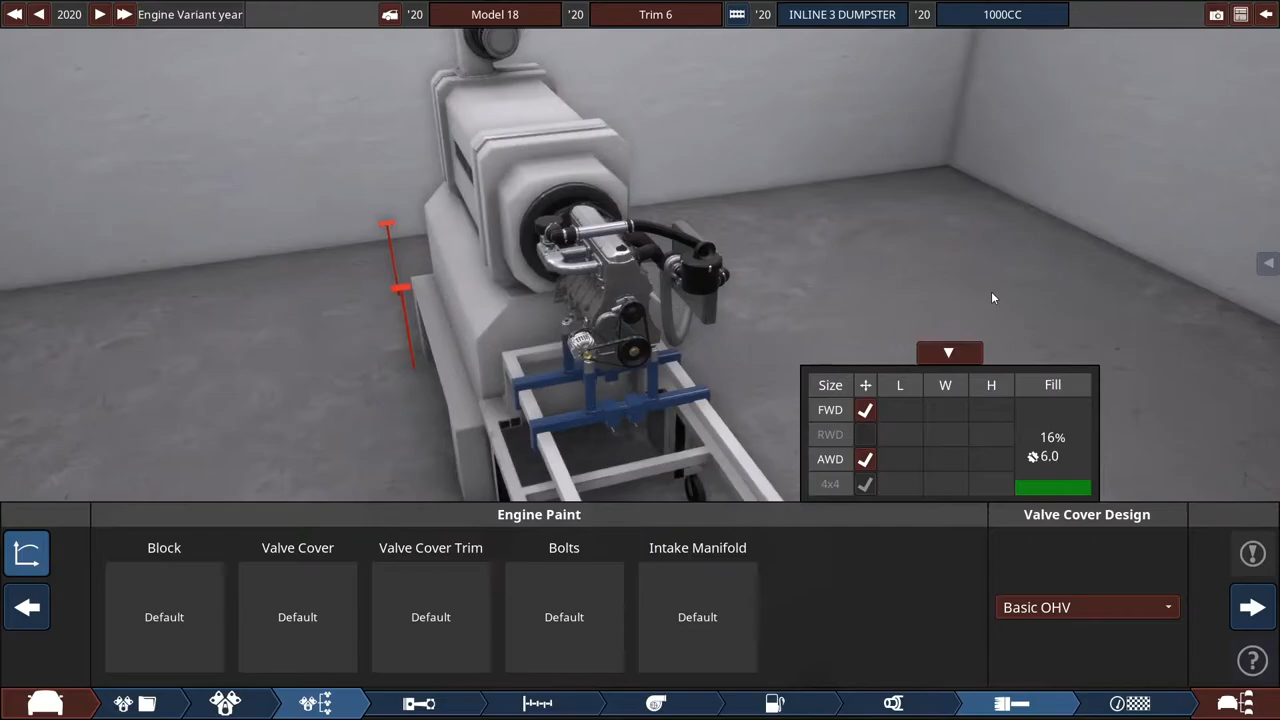 2020 Engine Variant year '20 Model 18 '20 Trim 6 '20 INLINE 3 DUMPSTER '20 1000CC
Size L W H Fill
FWD
RWD
AWD
4x4
16%
6.0
Engine Paint
Valve Cover Design
Block Valve Cover Valve Cover Trim Bolts Intake Manifold
Default Default Default Default Default
Basic OHV